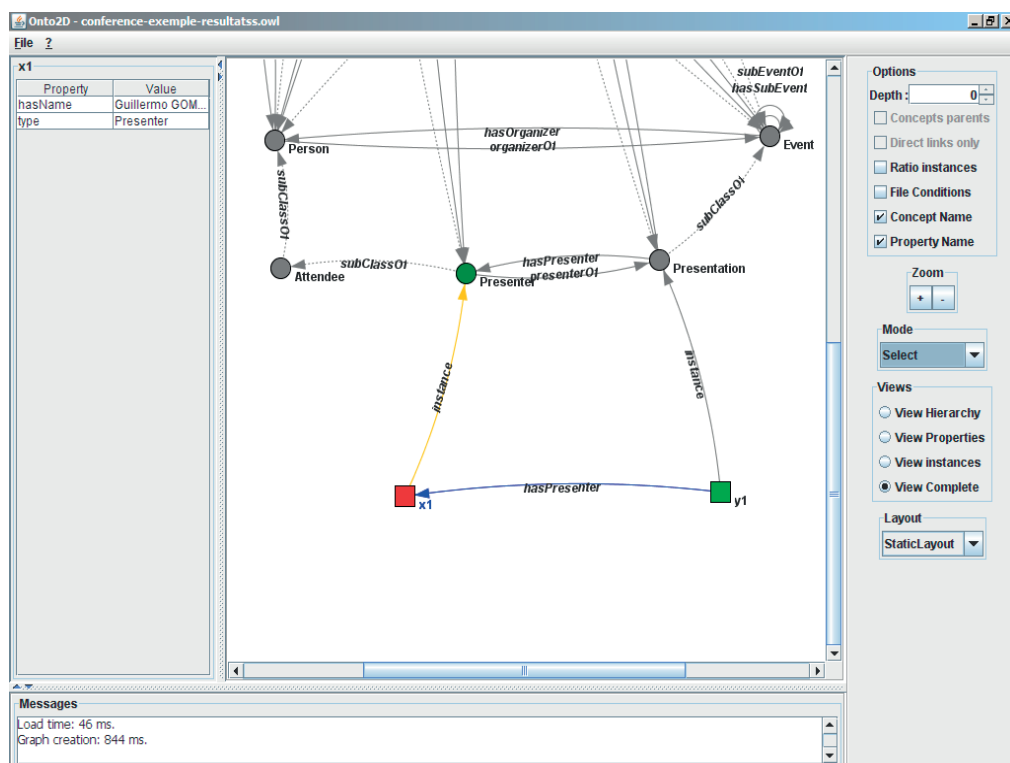 Onto2D - conference-exemple-resultatss.owl
File ?
x1
Property Value
hasName Guillermo GOM...
type Presenter
subEventOf
hasSubEvent
hasOrganizer
organizerOf
Person
Event
subClassOf
subClassOf
subClassOf
hasPresenter
presenterOf
Attendee
Presenter
Presentation
instance
instance
hasPresenter
x1
y1
Options
Depth: 0
Concepts parents
Direct links only
Ratio instances
File Conditions
Concept Name
Property Name
Zoom
+ -
Mode
Select
Views
View Hierarchy
View Properties
View instances
View Complete
Layout
StaticLayout
Messages
Load time: 46 ms.
Graph creation: 844 ms.